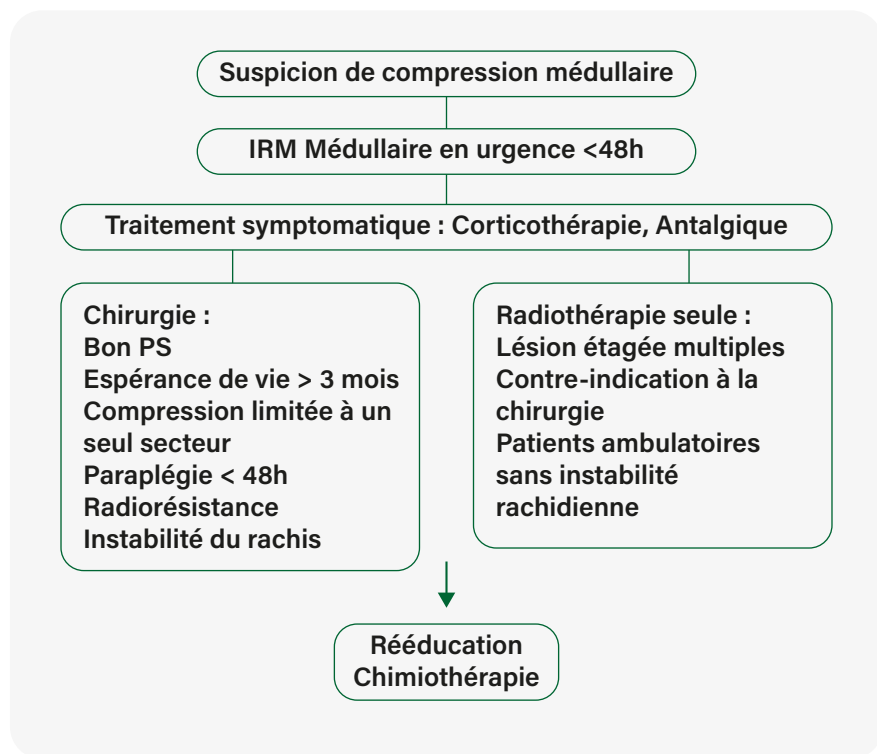 Suspicion de compression médullaire
IRM Médullaire en urgence <48h
Traitement symptomatique : Corticothérapie, Antalgique
Chirurgie :
Bon PS
Espérance de vie > 3 mois
Compression limitée à un
seul secteur
Paraplégie < 48h
Radiorésistance
Instabilité du rachis
Radiothérapie seule :
Lésion étagée multiples
Contre-indication à la
chirurgie
Patients ambulatoires
sans instabilité
rachidienne
Rééducation
Chimiothérapie